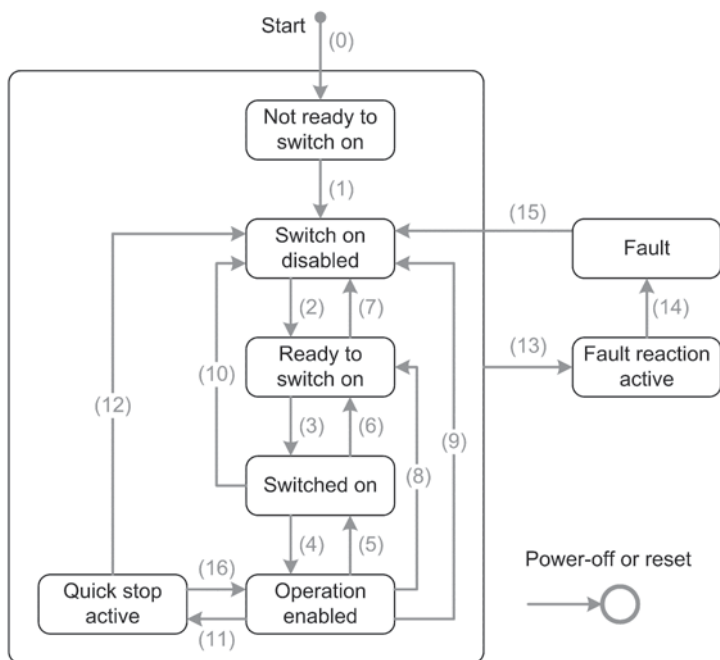 Start
(0)
Not ready to
switch on
(1)
(15)
Switch on
disabled
Fault
(2)
(7)
(14)
Ready to
switch on
(13)
Fault reaction
active
(10)
(12)
(3)
(6)
(9)
(8)
Switched on
(4)
(5)
Power-off or reset
(16)
Quick stop
active
Operation
enabled
(11)